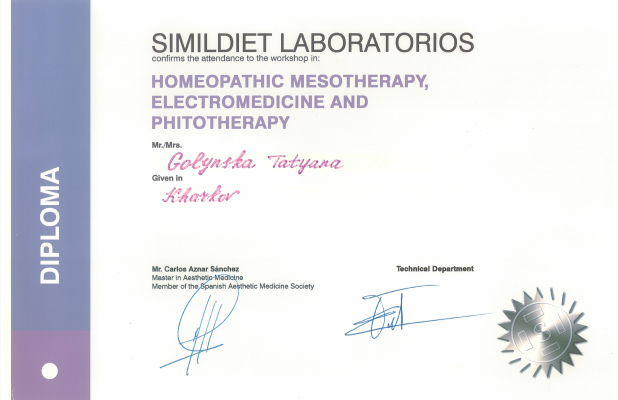 DIPLOMA
SIMILDIET LABORATORIOS
confirms the attendance to the workshop in:
HOMEOPATHIC MESOTHERAPY,
ELECTROMEDICINE AND
PHITOTHERAPY
Mr./Mrs.
Golynska Tatyana
Given in
Kharkov
Mr. Carlos Aznar Sánchez
Master in Aesthetic Medicine
Member of the Spanish Aesthetic Medicine Society
Technical Department